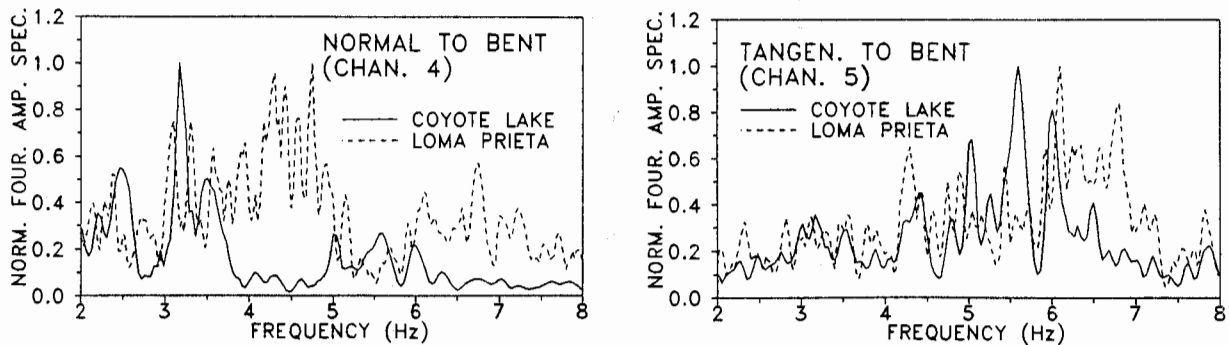 NORM. FOUR. AMP. SPEC.
1.2
1.0
0.8
0.6
0.4
0.2
0.0
NORMAL TO BENT
(CHAN. 4)
COYOTE LAKE
LOMA PRIETA
2 3 4 5 6 7 8
FREQUENCY (Hz)
NORM. FOUR. AMP. SPEC.
1.2
1.0
0.8
0.6
0.4
0.2
0.0
TANGEN. TO BENT
(CHAN. 5)
COYOTE LAKE
LOMA PRIETA
2 3 4 5 6 7 8
FREQUENCY (Hz)